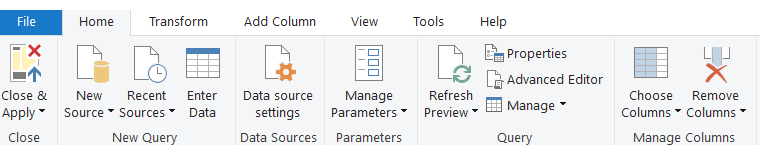 File Home Transform Add Column View Tools Help
Close &
Apply
New
Source
Recent
Sources
Enter
Data
Data source
settings
Manage
Parameters
Refresh
Preview
Properties
Advanced Editor
Manage
Choose
Columns
Remove
Columns
Close New Query Data Sources Parameters Query Manage Columns